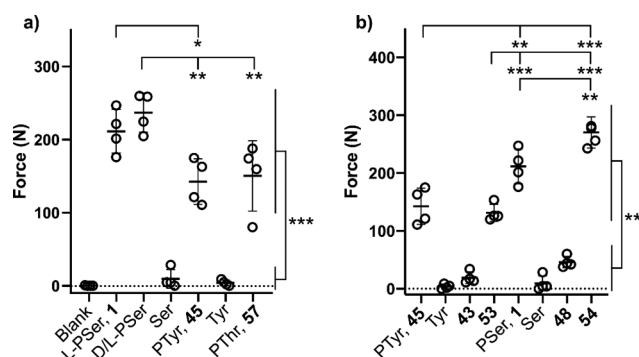 a)
*
**
**
***
Force (N)
300
200
100
0
Blank
L-PSer, 1
D/L-PSer
Ser
PTyr, 45
Tyr
PThr, 57
b)
**
***
***
***
**
**
Force (N)
400
300
200
100
0
PTyr, 45
Tyr
43
53
PSer, 1
Ser
48
54